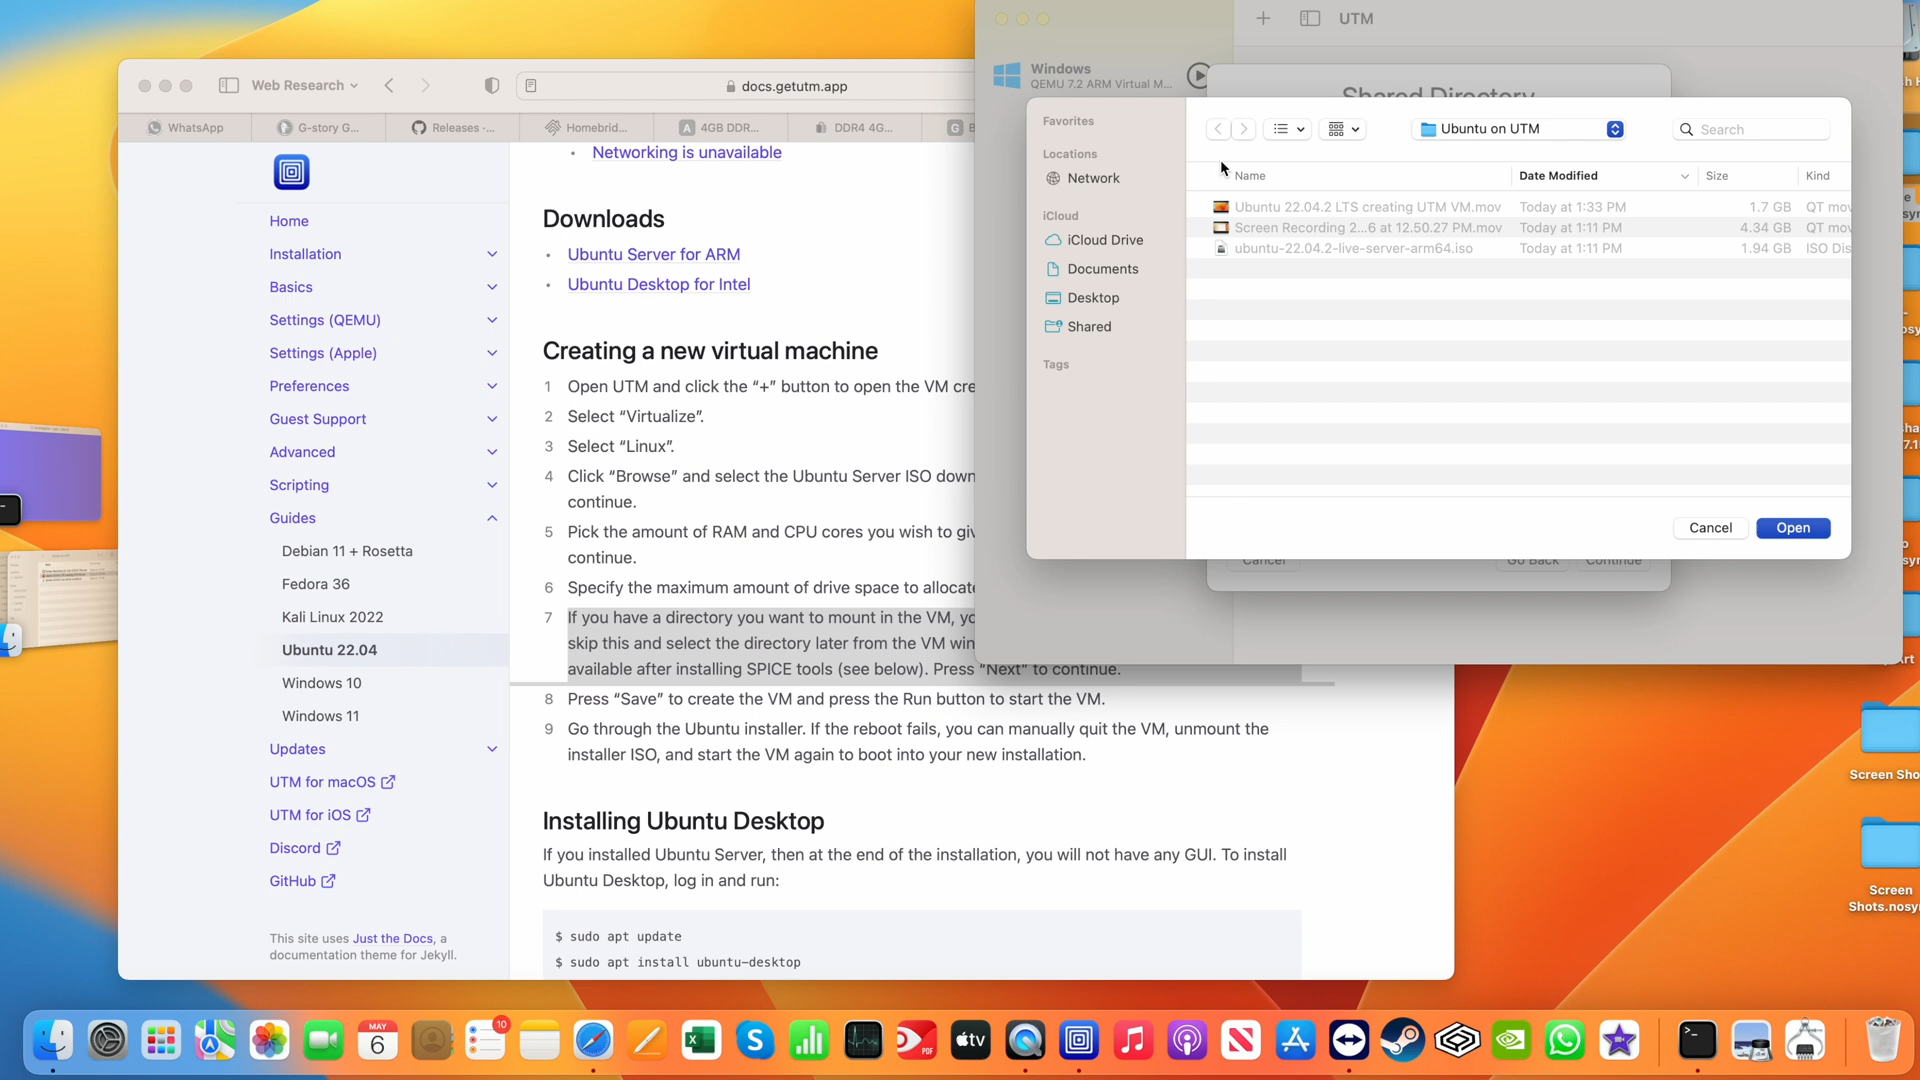 Web Research
docs.getutm.app
WhatsApp
G-story G...
Releases -...
Homebrid...
4GB DDR...
DDR4 4G...
Home
Installation
Basics
Settings (QEMU)
Settings (Apple)
Preferences
Guest Support
Advanced
Scripting
Guides
Debian 11 + Rosetta
Fedora 36
Kali Linux 2022
Ubuntu 22.04
Windows 10
Windows 11
Updates
UTM for macOS
UTM for iOS
Discord
GitHub
This site uses Just the Docs, a
documentation theme for Jekyll.
• Networking is unavailable
Downloads
• Ubuntu Server for ARM
• Ubuntu Desktop for Intel
Creating a new virtual machine
1 Open UTM and click the “+” button to open the VM cre
2 Select “Virtualize”.
3 Select “Linux”.
4 Click “Browse” and select the Ubuntu Server ISO down
continue.
5 Pick the amount of RAM and CPU cores you wish to giv
continue.
6 Specify the maximum amount of drive space to allocate
7 If you have a directory you want to mount in the VM, yo
skip this and select the directory later from the VM win
available after installing SPICE tools (see below). Press “Next” to continue.
8 Press “Save” to create the VM and press the Run button to start the VM.
9 Go through the Ubuntu installer. If the reboot fails, you can manually quit the VM, unmount the
installer ISO, and start the VM again to boot into your new installation.
Installing Ubuntu Desktop
If you installed Ubuntu Server, then at the end of the installation, you will not have any GUI. To install
Ubuntu Desktop, log in and run:
$ sudo apt update
$ sudo apt install ubuntu-desktop
UTM
Windows
QEMU 7.2 ARM Virtual M...
Shared Directory
Favorites
Locations
Network
iCloud
iCloud Drive
Documents
Desktop
Shared
Tags
Ubuntu on UTM
Search
Name Date Modified Size Kind
Ubuntu 22.04.2 LTS creating UTM VM.mov Today at 1:33 PM 1.7 GB QT mov
Screen Recording 2...6 at 12.50.27 PM.mov Today at 1:11 PM 4.34 GB QT mov
ubuntu-22.04.2-live-server-arm64.iso Today at 1:11 PM 1.94 GB ISO Dis
Cancel
Open
Cancel
Go Back
Continue
Screen Sho
Screen
Shots.nosyn
MAY
6
10
PDF
tv